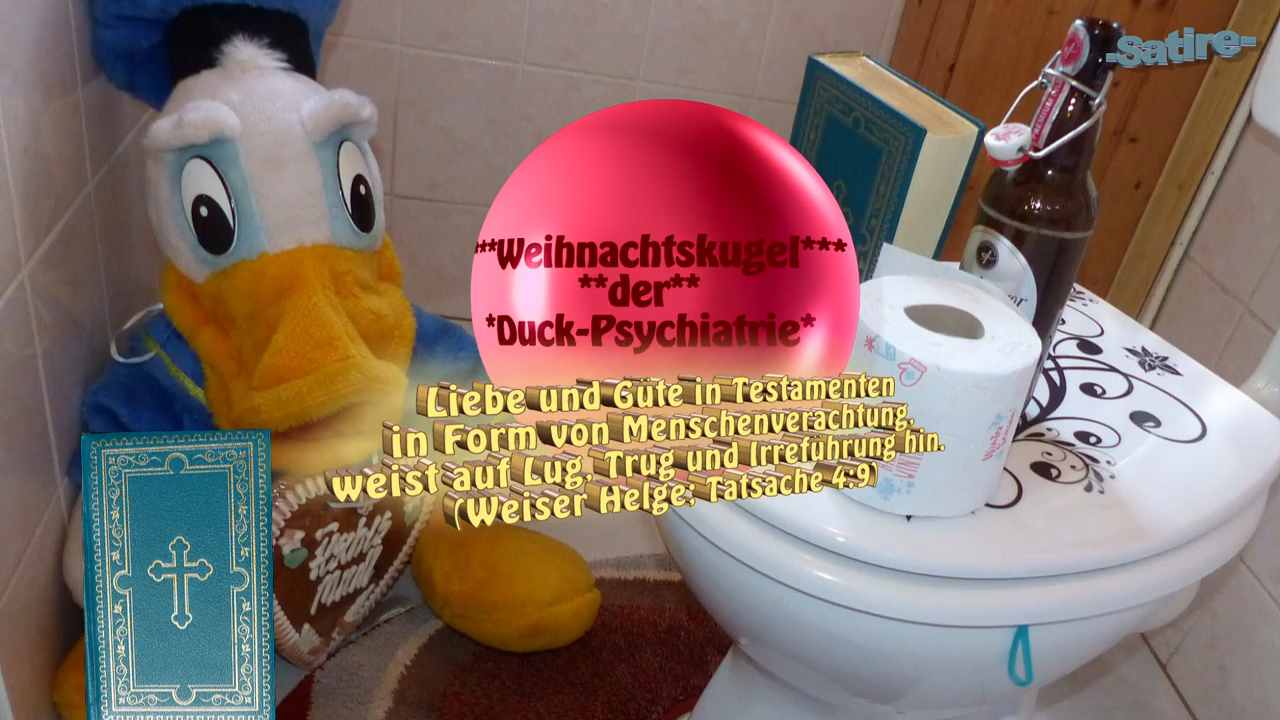 -Satire-
***Weihnachtskugel***
**der**
*Duck-Psychiatrie*
Liebe und Güte in Testamenten
in Form von Menschenverachtung,
weist auf Lug, Trug und Irreführung hin.
(Weiser Helge; Tatsache 4:9)